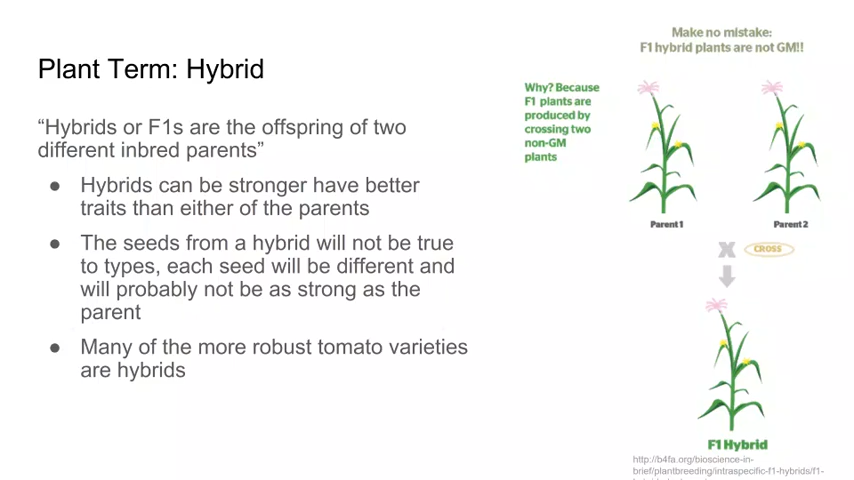 Plant Term: Hybrid
“Hybrids or F1s are the offspring of two
different inbred parents”
● Hybrids can be stronger have better
traits than either of the parents
● The seeds from a hybrid will not be true
to types, each seed will be different and
will probably not be as strong as the
parent
● Many of the more robust tomato varieties
are hybrids
Make no mistake:
F1 hybrid plants are not GM!!
Why? Because
F1 plants are
produced by
crossing two
non-GM
plants
Parent 1
Parent 2
X
CROSS
F1 Hybrid
http://b4fa.org/bioscience-in-
brief/plantbreeding/intraspecific-f1-hybrids/f1-